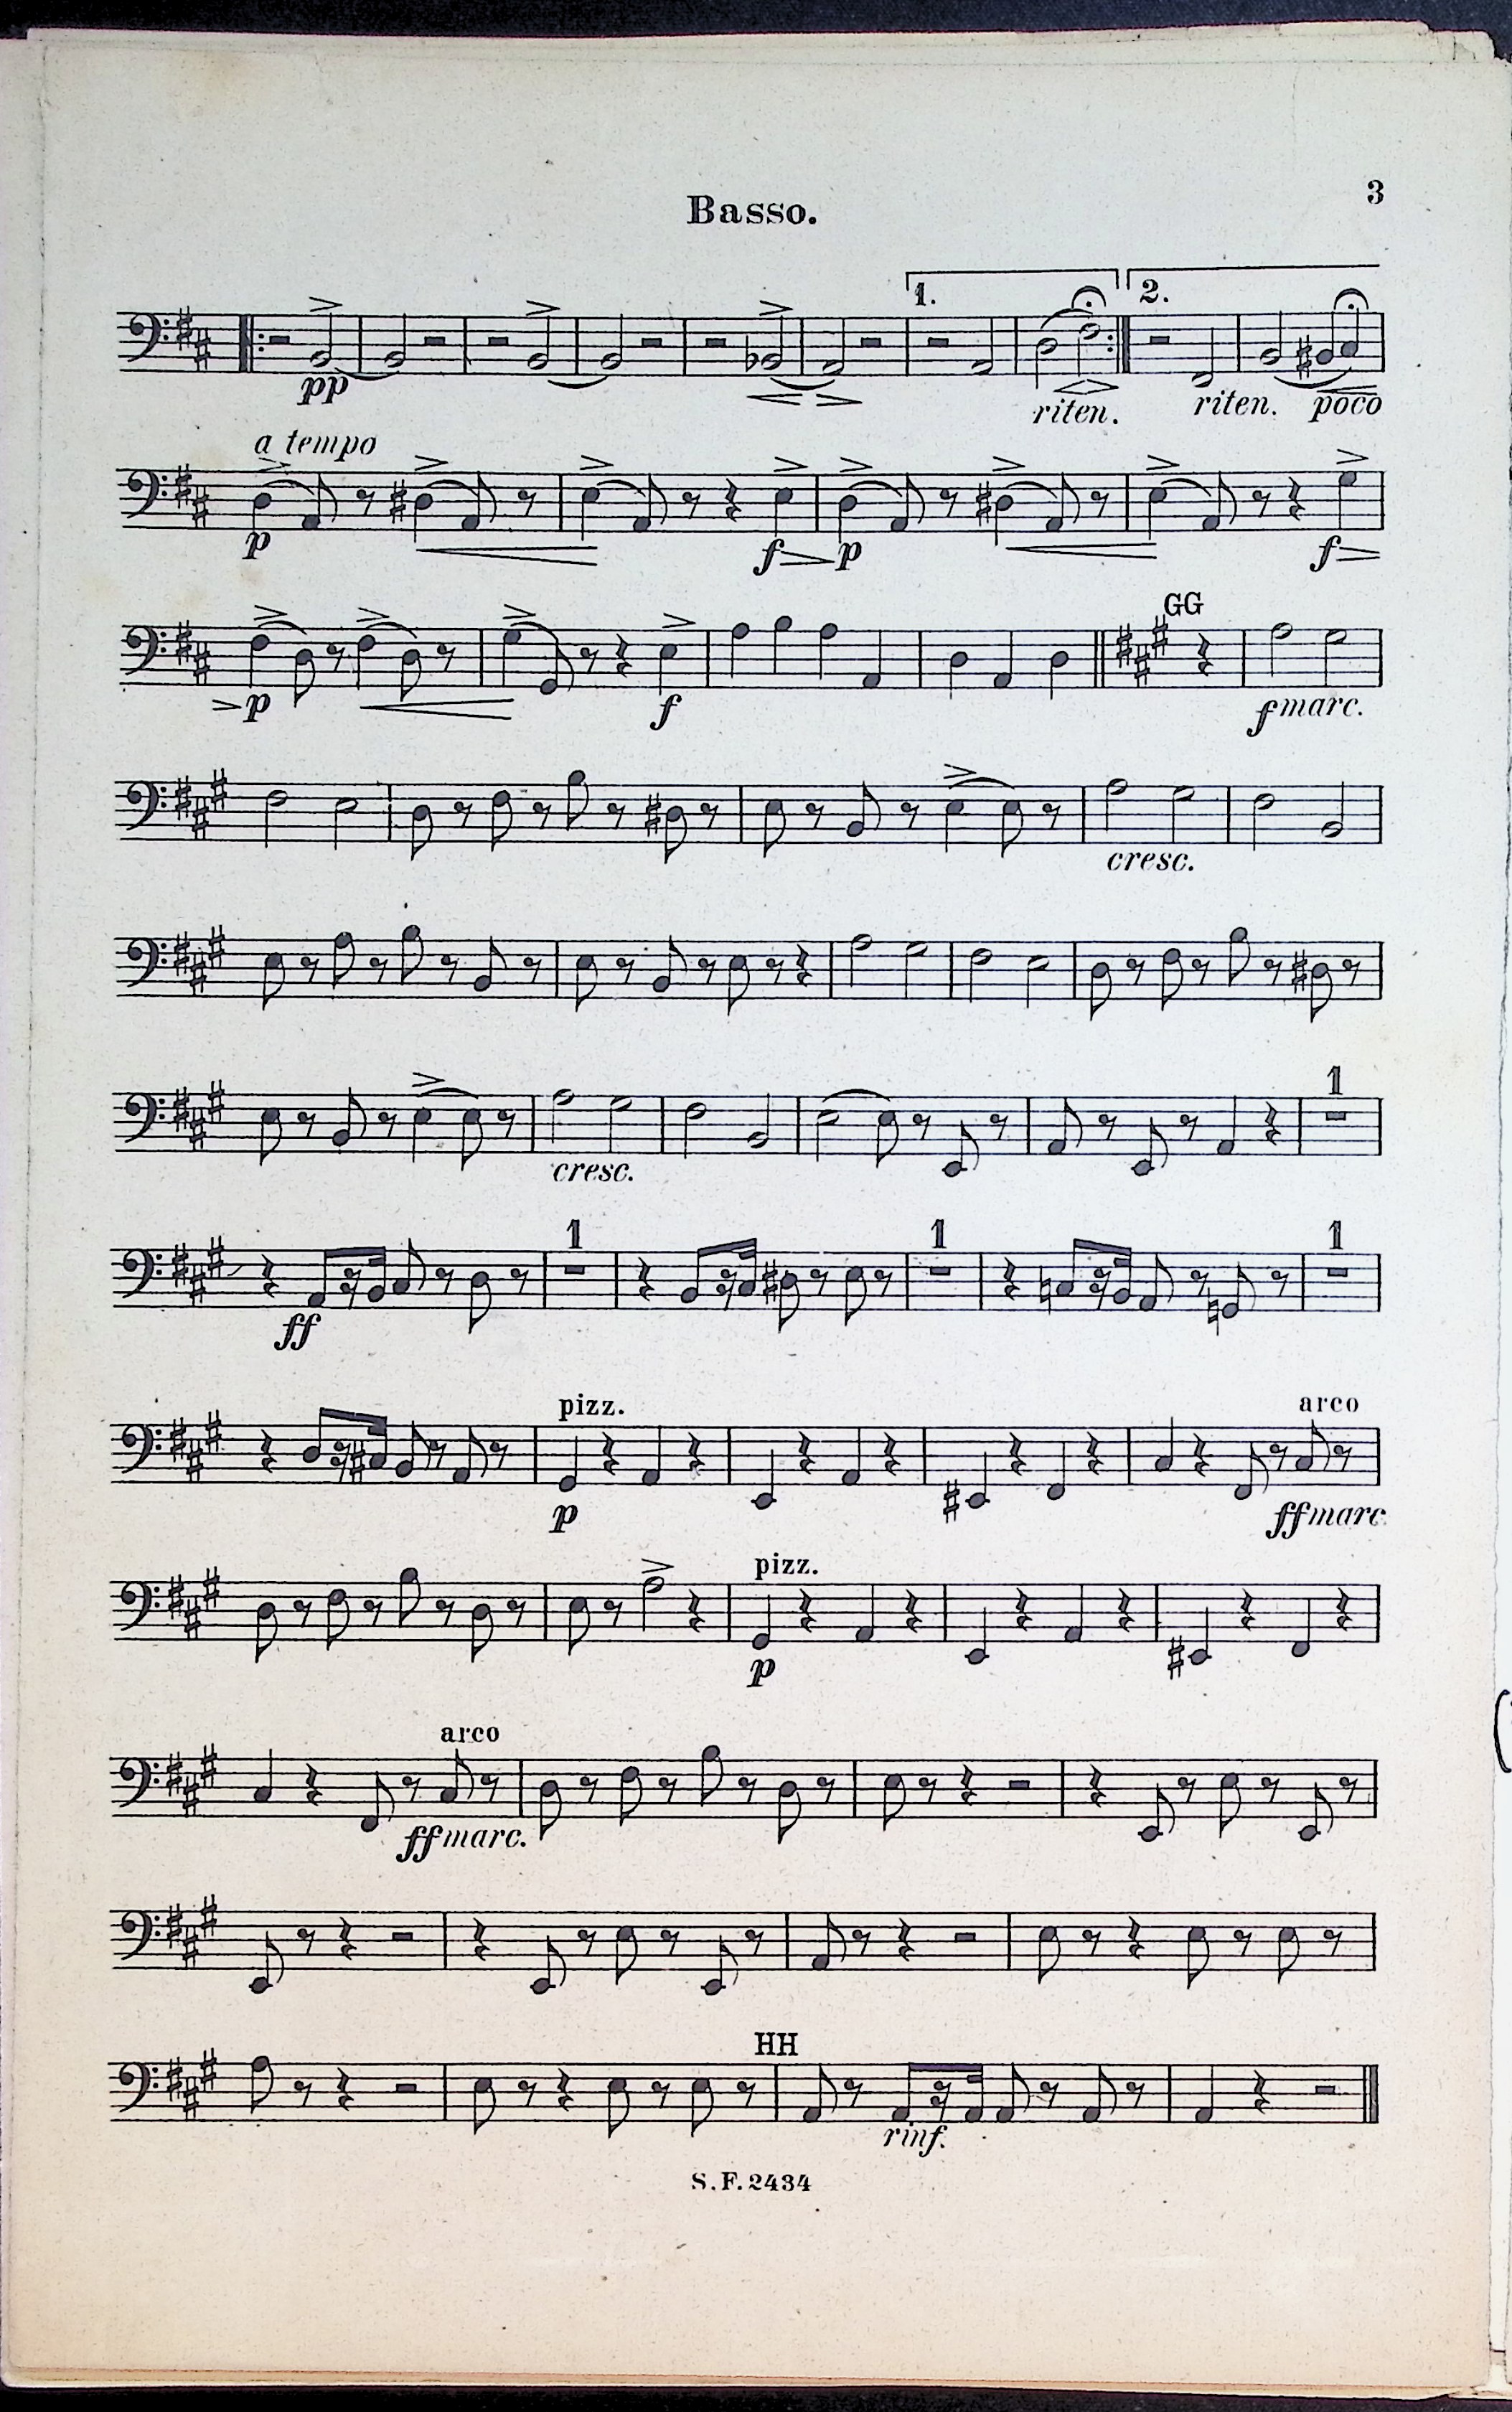 3
Basso.
1. 2.
pp riten. riten. poco
a tempo
p f p f
GG
p f f marc.
cresc.
1
cresc.
1 1 1
ff
pizz. arco
p ff marc.
pizz.
p
arco
ff marc.
HH
rinf.
S. F. 2434